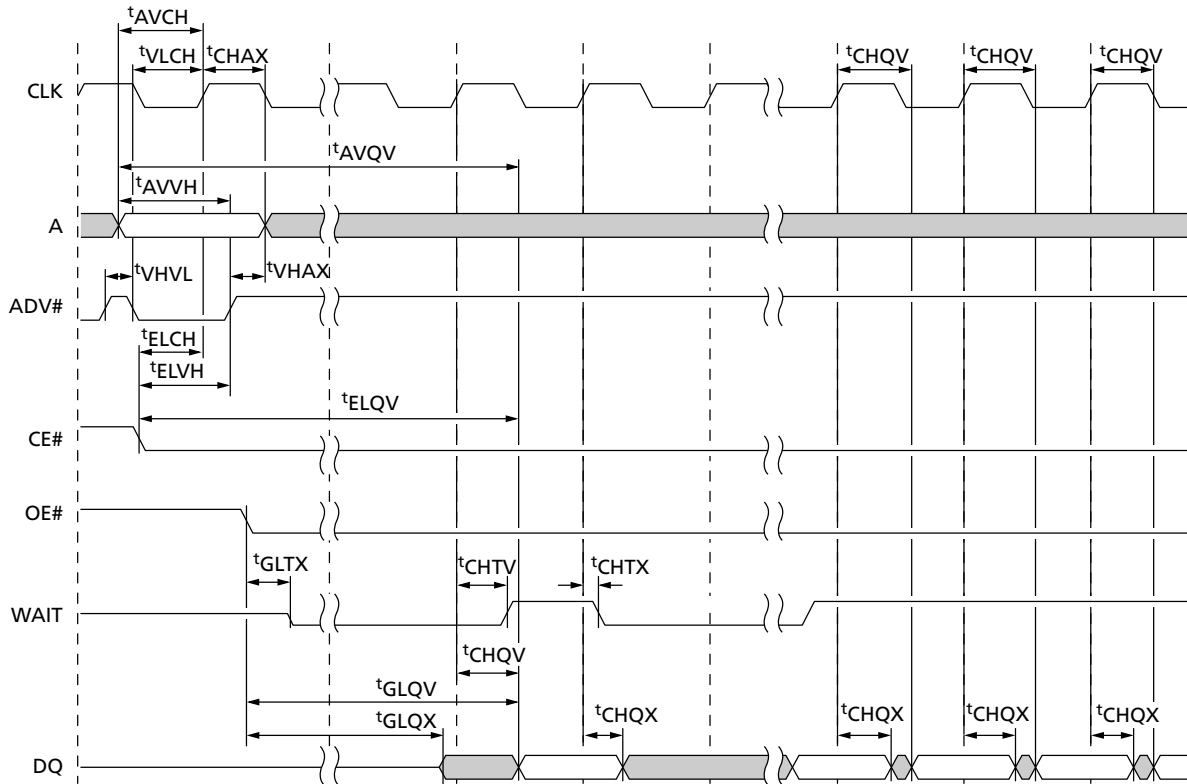 tAVCH
tVLCH tCHAX tCHQV tCHQV tCHQV
CLK
tAVQV
tAVVH
A
tVHVL tVHAX
ADV#
tELCH
tELVH
tELQV
CE#
OE#
tGLTX tCHTV tCHTX
WAIT
tCHQV
tGLQV
tGLQX tCHQX tCHQX tCHQX tCHQX
DQ